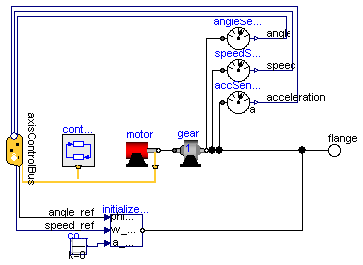 angleSe...
angle
speedS...
speed
accSen...
acceleration
a
axisControlBus
cont...
motor
gear
1
flange
angle_ref
initialize...
phi...
speed_ref
w_...
co...
a_...
k=0